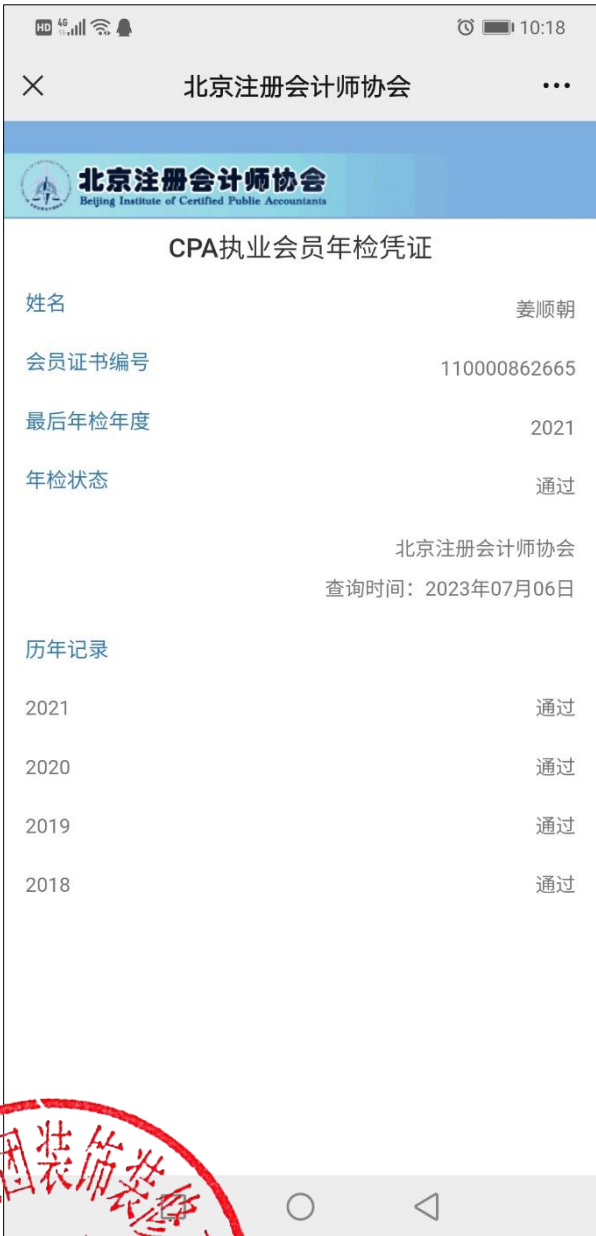 HD 46 10:18
北京注册会计师协会
北京注册会计师协会
Beijing Institute of Certified Public Accountants
CPA执业会员年检凭证
姓名 姜顺朝
会员证书编号 110000862665
最后年检年度 2021
年检状态 通过
北京注册会计师协会
查询时间：2023年07月06日
历年记录
2021 通过
2020 通过
2019 通过
2018 通过
装饰装修